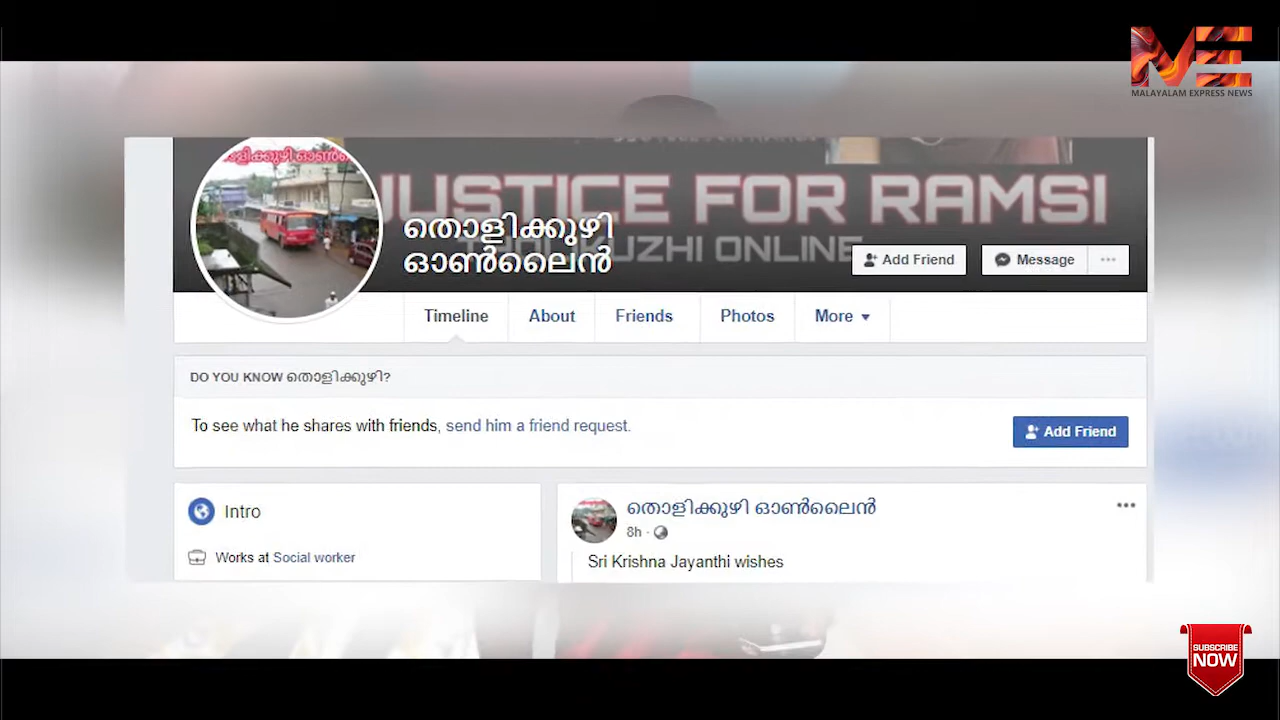 MALAYALAM EXPRESS NEWS
JUSTICE FOR RAMSI
തൊളിക്കുഴി
ഓൺലൈൻ
UZHI ONLINE
Add Friend
Message
Timeline
About
Friends
Photos
More
DO YOU KNOW തൊളിക്കുഴി?
To see what he shares with friends, send him a friend request.
Add Friend
Intro
Works at Social worker
തൊളിക്കുഴി ഓൺലൈൻ
8h
Sri Krishna Jayanthi wishes
SUBSCRIBE
NOW